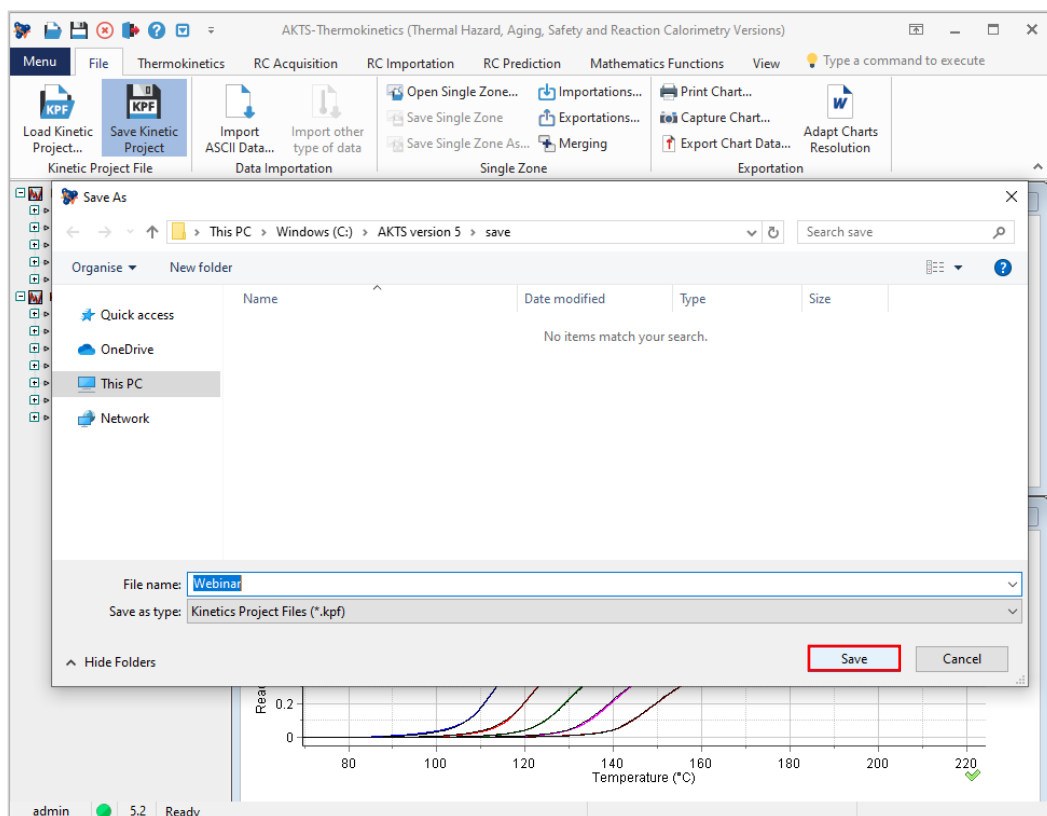 AKTS-Thermokinetics (Thermal Hazard, Aging, Safety and Reaction Calorimetry Versions)
Menu File Thermokinetics RC Acquisition RC Importation RC Prediction Mathematics Functions View Type a command to execute
KPF KPF Open Single Zone... Importations... Print Chart... W
Load Kinetic Save Kinetic Import Import other Save Single Zone Exportations... Capture Chart... Adapt Charts
Project... Project ASCII Data... type of data Save Single Zone As... Merging Export Chart Data... Resolution
Kinetic Project File Data Importation Single Zone Exportation
Save As
This PC > Windows (C:) > AKTS version 5 > save Search save
Organise New folder
Name Date modified Type Size
No items match your search.
Quick access
OneDrive
This PC
Network
File name: Webinar
Save as type: Kinetics Project Files (*.kpf)
Hide Folders Save Cancel
0.2
0
80 100 120 140 160 180 200 220
Temperature (°C)
admin 5.2 Ready